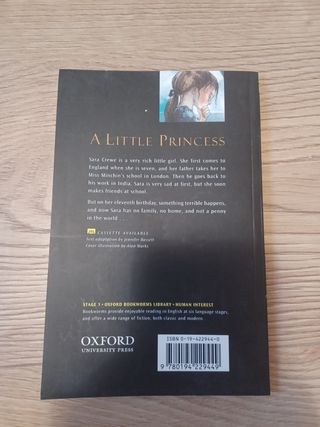 A LITTLE PRINCESS
Sara Crewe is a very rich little girl. She first comes to
England when she is seven, and her father takes her to
Miss Minchin's school in London. Then he goes back to
his work in India. Sara is very sad at first, but she soon
makes friends at school.
But on her eleventh birthday, something terrible happens,
and now Sara has no family, no home, and not a penny
in the world . . .
CASSETTE AVAILABLE
Text adaptation by Jennifer Bassett
Cover illustration by Alan Marks
STAGE 1 • OXFORD BOOKWORMS LIBRARY • HUMAN INTEREST
Bookworms provide enjoyable reading in English at six language stages,
and offer a wide range of fiction, both classic and modern.
OXFORD
UNIVERSITY PRESS
ISBN 0-19-422944-0
9 780194 229449